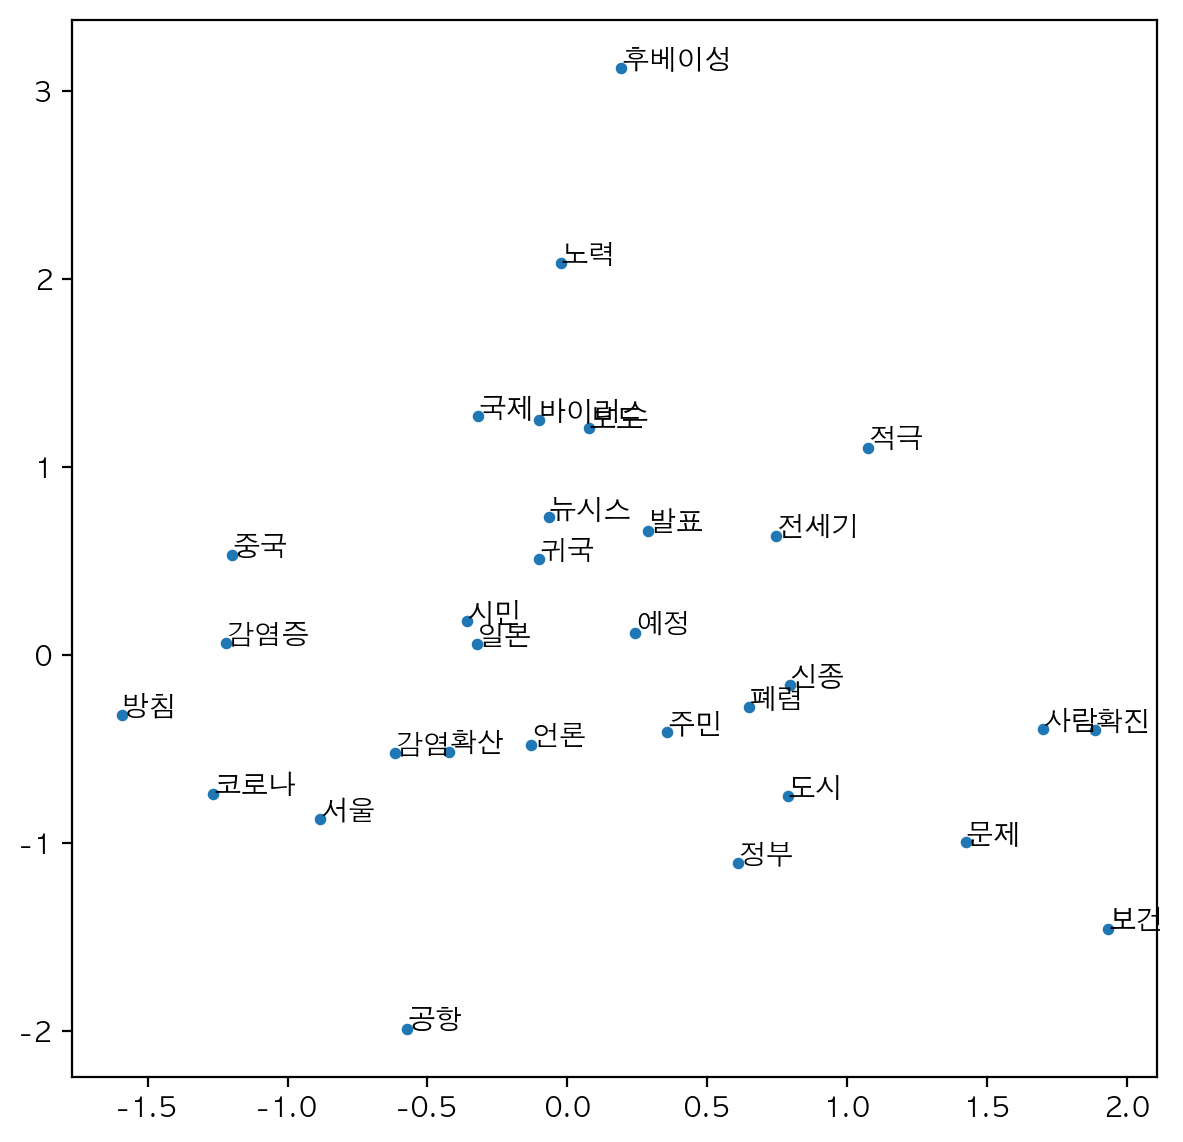 후베이성
3
노력
2
국제 바이러스 보도
적극
1
뉴시스
발표
전세기
중국
귀국
시민
예정
감염증
일본
0
신종
폐렴
방침
사람 확진
주민
언론
감염 확산
코로나
도시
서울
문제
-1
정부
보건
공항
-2
-1.5 -1.0 -0.5 0.0 0.5 1.0 1.5 2.0